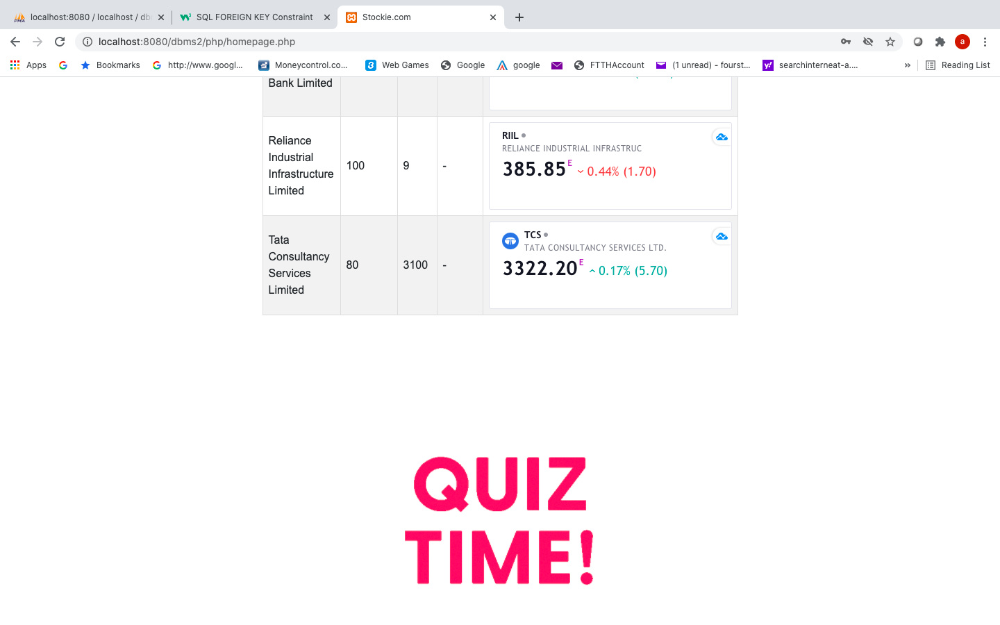 localhost:8080 / localhost / db
SQL FOREIGN KEY Constraint
Stockie.com
localhost:8080/dbms2/php/homepage.php
a
Apps
Bookmarks
http://www.googl...
Moneycontrol.co...
Web Games
Google
google
FTTHAccount
(1 unread) - fourst...
searchinterneat-a....
»
Reading List
Bank Limited
Reliance
Industrial
Infrastructure
Limited
100
9
-
RIIL
RELIANCE INDUSTRIAL INFRASTRUC
385.85 E 0.44% (1.70)
Tata
Consultancy
Services
Limited
80
3100
-
TCS
TATA CONSULTANCY SERVICES LTD.
3322.20 E 0.17% (5.70)
QUIZ
TIME!